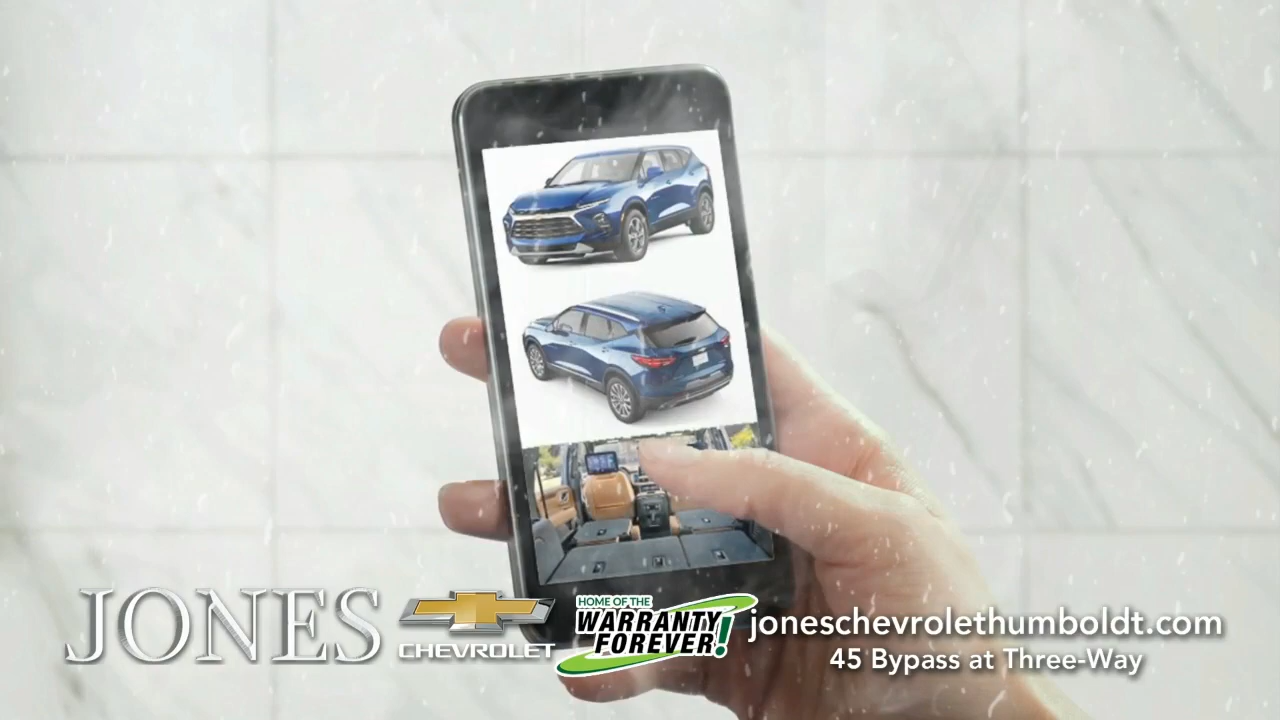 JONES
CHEVROLET
HOME OF THE
WARRANTY
FOREVER!
joneschevrolethumboldt.com
45 Bypass at Three-Way